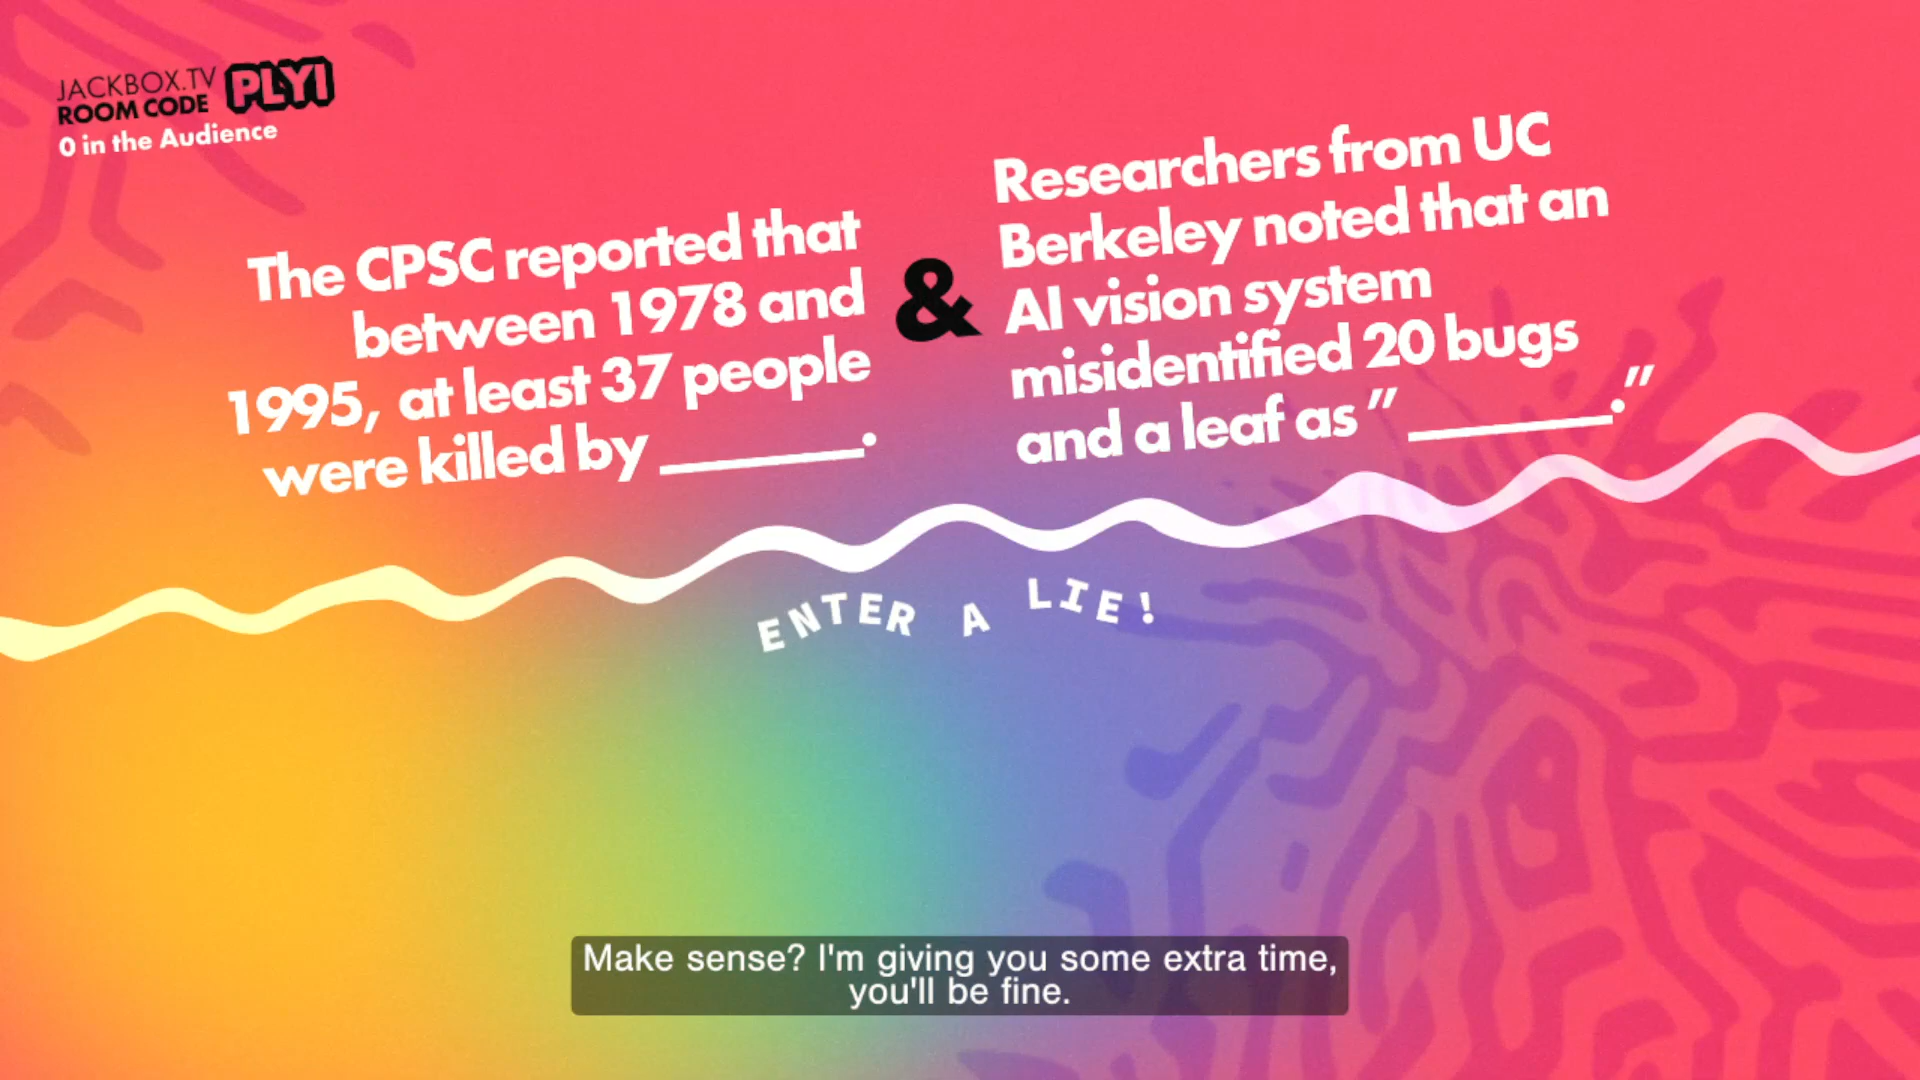 JACKBOX.TV
ROOM CODE
PLYI
0 in the Audience
The CPSC reported that
between 1978 and
1995, at least 37 people
were killed by ______.
&
Researchers from UC
Berkeley noted that an
AI vision system
misidentified 20 bugs
and a leaf as "______."
ENTER A LIE!
Make sense? I'm giving you some extra time,
you'll be fine.